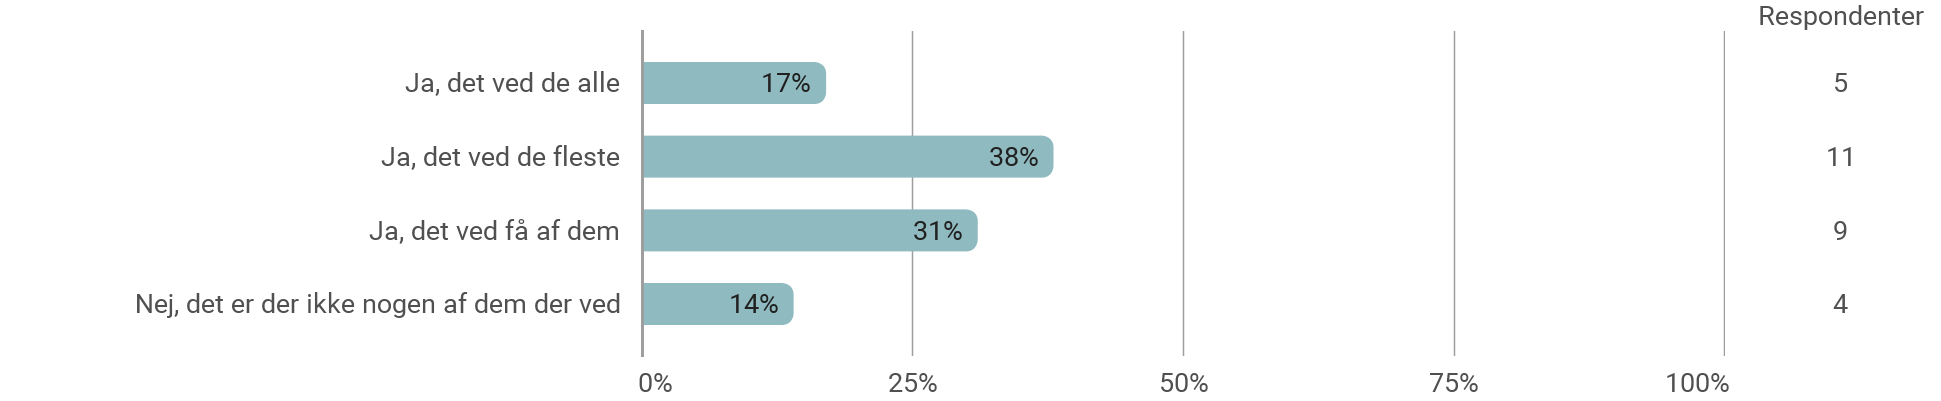 Respondenter
Ja, det ved de alle 17% 5
Ja, det ved de fleste 38% 11
Ja, det ved få af dem 31% 9
Nej, det er der ikke nogen af dem der ved 14% 4
0% 25% 50% 75% 100%